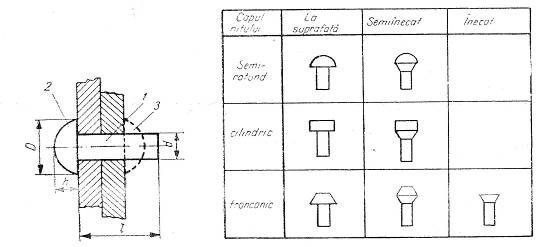 2
1
3
D
d
h
l
Capul nitului
La suprafață
Semiînecat
Înecat
Semi-
rotund
cilindric
tronconic